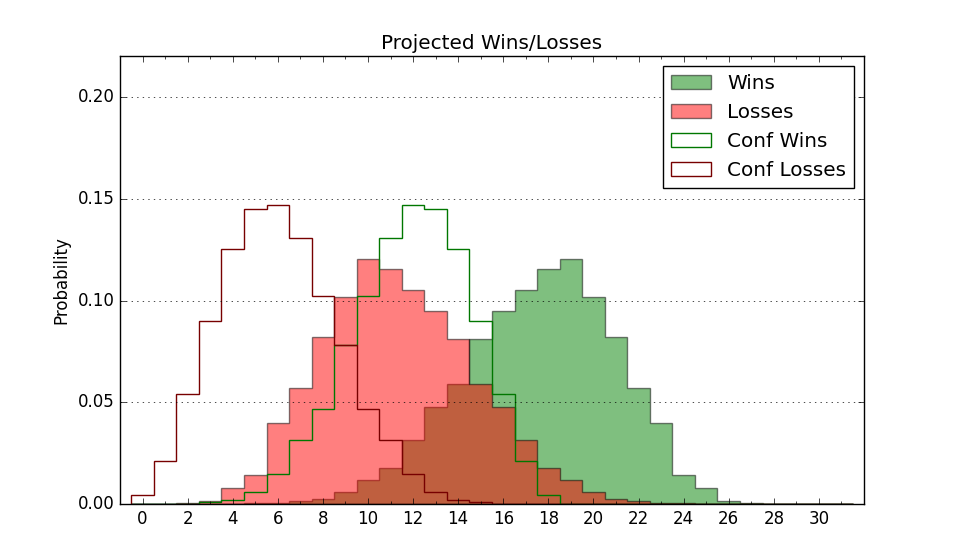 Projected Wins/Losses
Wins
Losses
Conf Wins
Conf Losses
Probability
0.20
0.15
0.10
0.05
0.00
0 2 4 6 8 10 12 14 16 18 20 22 24 26 28 30